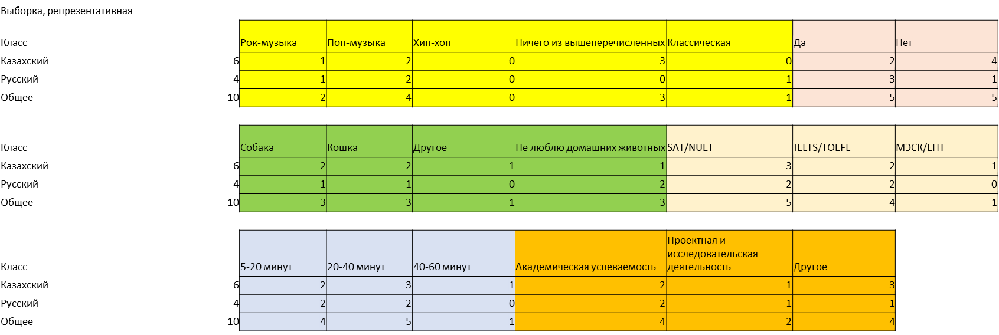 Выборка, репрезентативная
Класс Рок-музыка Поп-музыка Хип-хоп Ничего из вышеперечисленных Классическая Да Нет
Казахский 6 1 2 0 3 0 2 4
Русский 4 1 2 0 0 1 3 1
Общее 10 2 4 0 3 1 5 5
Класс Собака Кошка Другое Не люблю домашних животных SAT/NUET IELTS/TOEFL МЭСК/ЕНТ
Казахский 6 2 2 1 1 3 2 1
Русский 4 1 1 0 2 2 2 0
Общее 10 3 3 1 3 5 4 1
Проектная и
исследовательская
Класс 5-20 минут 20-40 минут 40-60 минут Академическая успеваемость деятельность Другое
Казахский 6 2 3 1 2 1 3
Русский 4 2 2 0 2 1 1
Общее 10 4 5 1 4 2 4